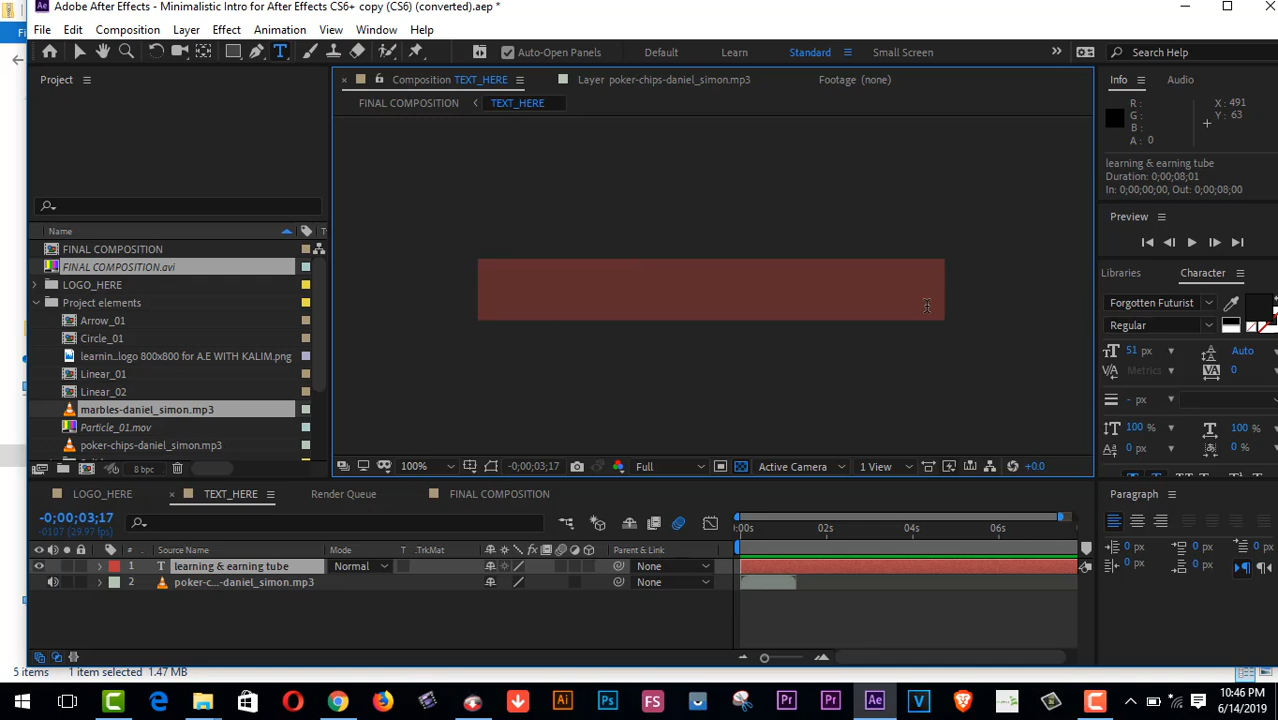 Adobe After Effects - Minimalistic Intro for After Effects CS6+ copy (CS6) (converted).aep *
File Edit Composition Layer Effect Animation View Window Help
Auto-Open Panels Default Learn Standard Small Screen Search Help
Project
Composition TEXT_HERE Layer poker-chips-daniel_simon.mp3 Footage (none)
FINAL COMPOSITION TEXT_HERE
Info Audio
R: X: 491
G: Y: 63
B:
A: 0
learning & earning tube
Duration: 0;00;08;01
In: 0;00;00;00, Out: 0;00;08;00
Preview
Libraries Character
Forgotten Futurist
Regular
51 px Auto
Metrics 0
- px
100 % 100 %
0 px 0 %
Paragraph
0 px 0 px 0 px
0 px 0 px
Name
FINAL COMPOSITION
FINAL COMPOSITION.avi
LOGO_HERE
Project elements
Arrow_01
Circle_01
learnin...logo 800x800 for A.E WITH KALIM.png
Linear_01
Linear_02
marbles-daniel_simon.mp3
Particle_01.mov
poker-chips-daniel_simon.mp3
8 bpc
100% -0;00;03;17 Full Active Camera 1 View +0.0
LOGO_HERE TEXT_HERE Render Queue FINAL COMPOSITION
-0;00;03;17
-0107 (29.97 fps)
:00s 02s 04s 06s
# Source Name Mode T .TrkMat Parent & Link
1 T learning & earning tube Normal None
2 poker-c...-daniel_simon.mp3 None
5 items 1 item selected 1.47 MB
10:46 PM
6/14/2019